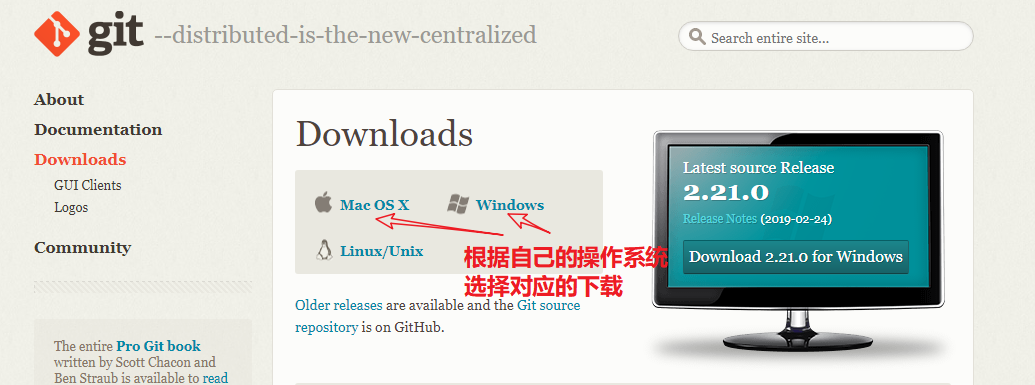 git --distributed-is-the-new-centralized
Search entire site...
About
Documentation
Downloads
GUI Clients
Logos
Community
The entire Pro Git book
written by Scott Chacon and
Ben Straub is available to read
Downloads
Mac OS X
Windows
Linux/Unix
根据自己的操作系统
选择对应的下载
Older releases are available and the Git source
repository is on GitHub.
Latest source Release
2.21.0
Release Notes (2019-02-24)
Download 2.21.0 for Windows